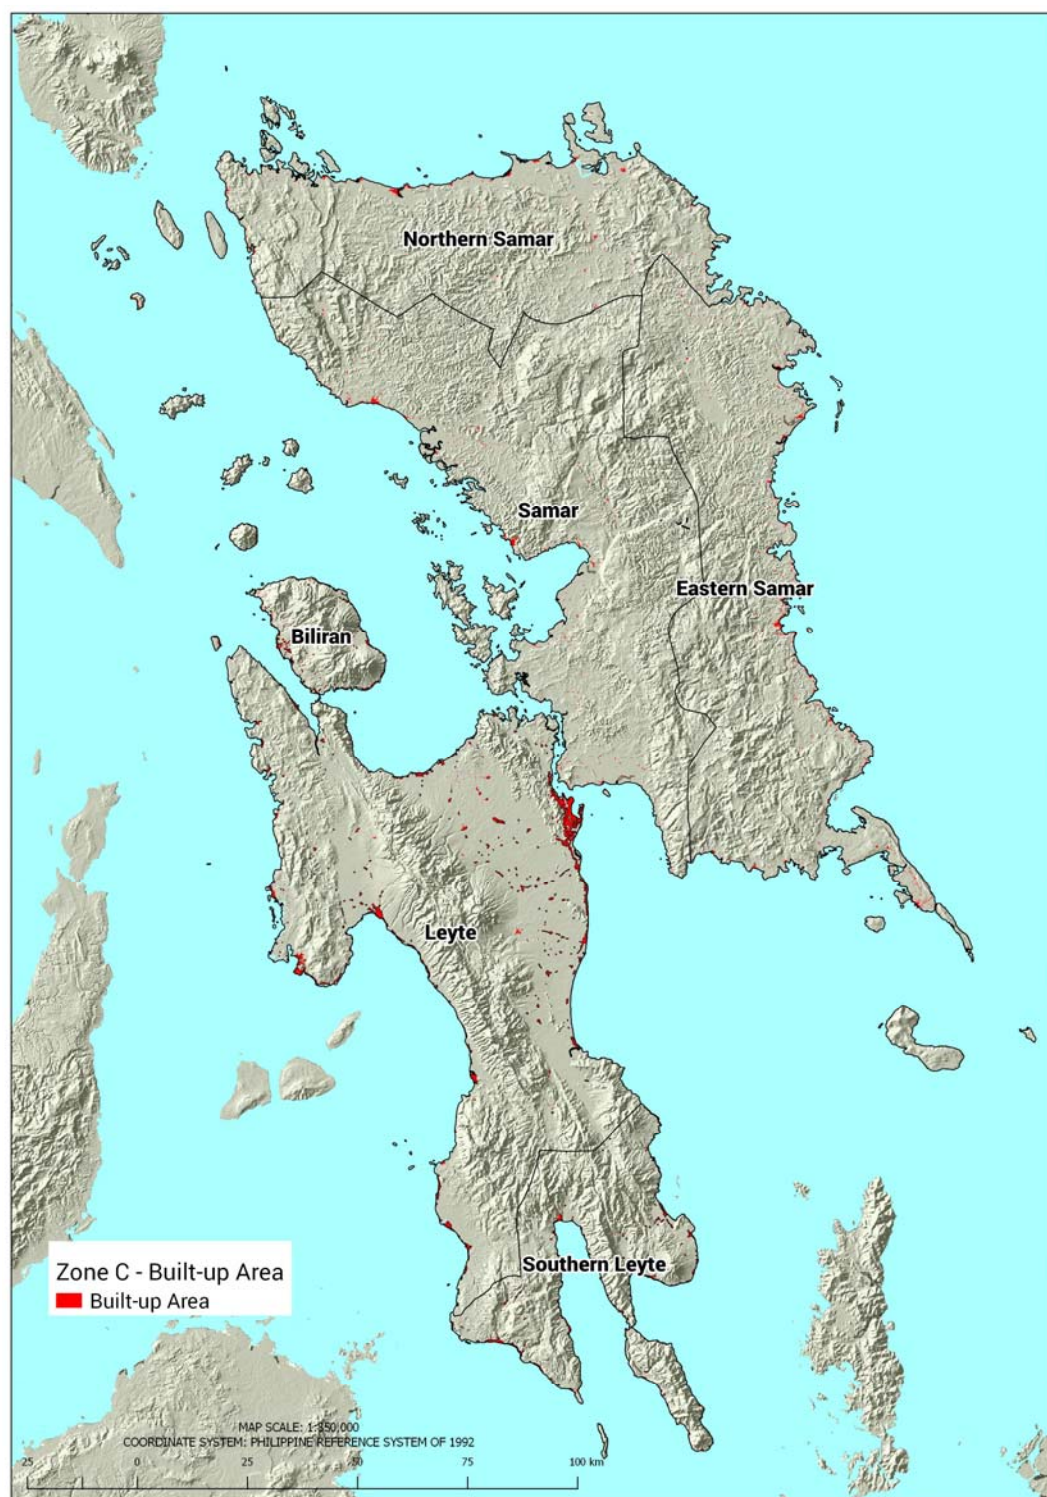 Northern Samar
Samar
Eastern Samar
Biliran
Leyte
Southern Leyte
Zone C - Built-up Area
Built-up Area
MAP SCALE: 1:350,000
COORDINATE SYSTEM: PHILIPPINE REFERENCE SYSTEM OF 1992
25 0 25 50 75 100 km